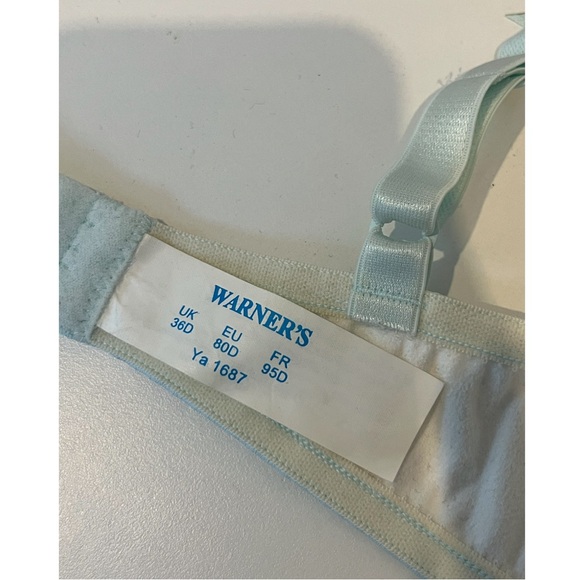 WARNER'S
UK EU FR
36D 80D 95D
Ya 1687